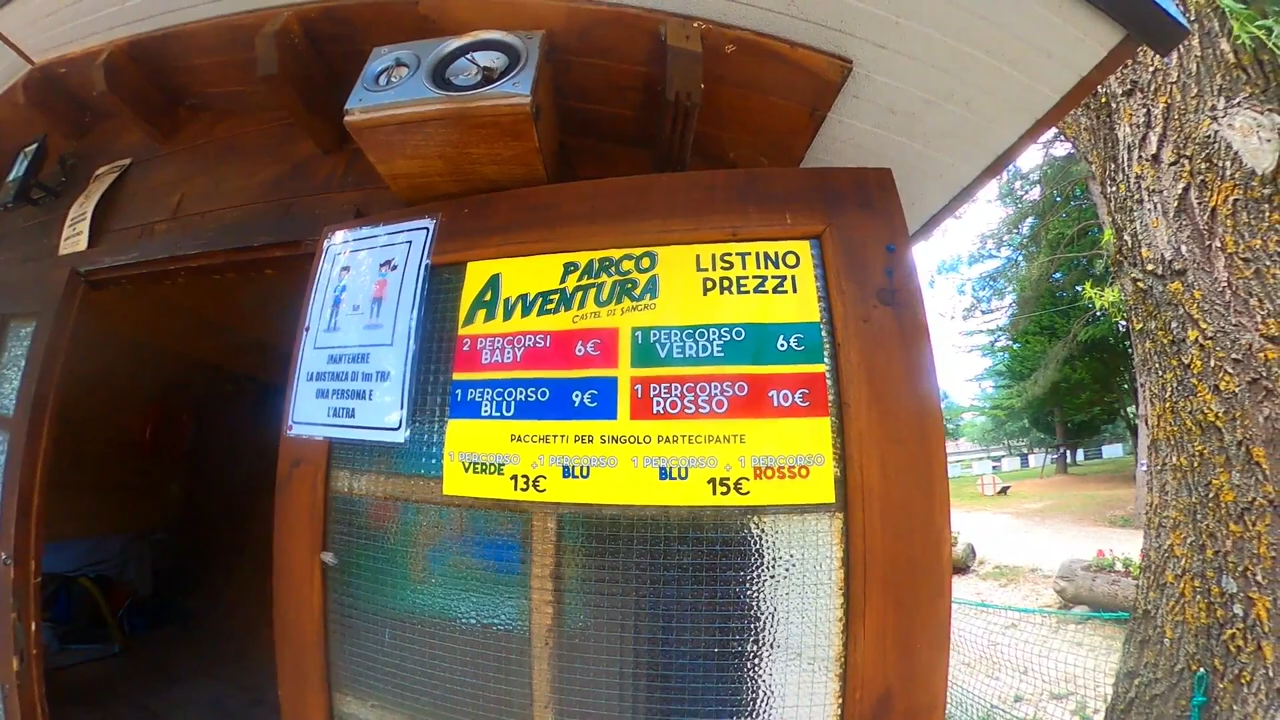 PARCO
AVVENTURA
CASTEL DI SANGRO
LISTINO
PREZZI
2 PERCORSI
BABY
6€
1 PERCORSO
VERDE
6€
1 PERCORSO
BLU
9€
1 PERCORSO
ROSSO
10€
PACCHETTI PER SINGOLO PARTECIPANTE
1 PERCORSO + 1 PERCORSO
VERDE BLU
13€
1 PERCORSO + 1 PERCORSO
BLU ROSSO
15€
1m
MANTENERE
LA DISTANZA DI 1m TRA
UNA PERSONA E
L'ALTRA